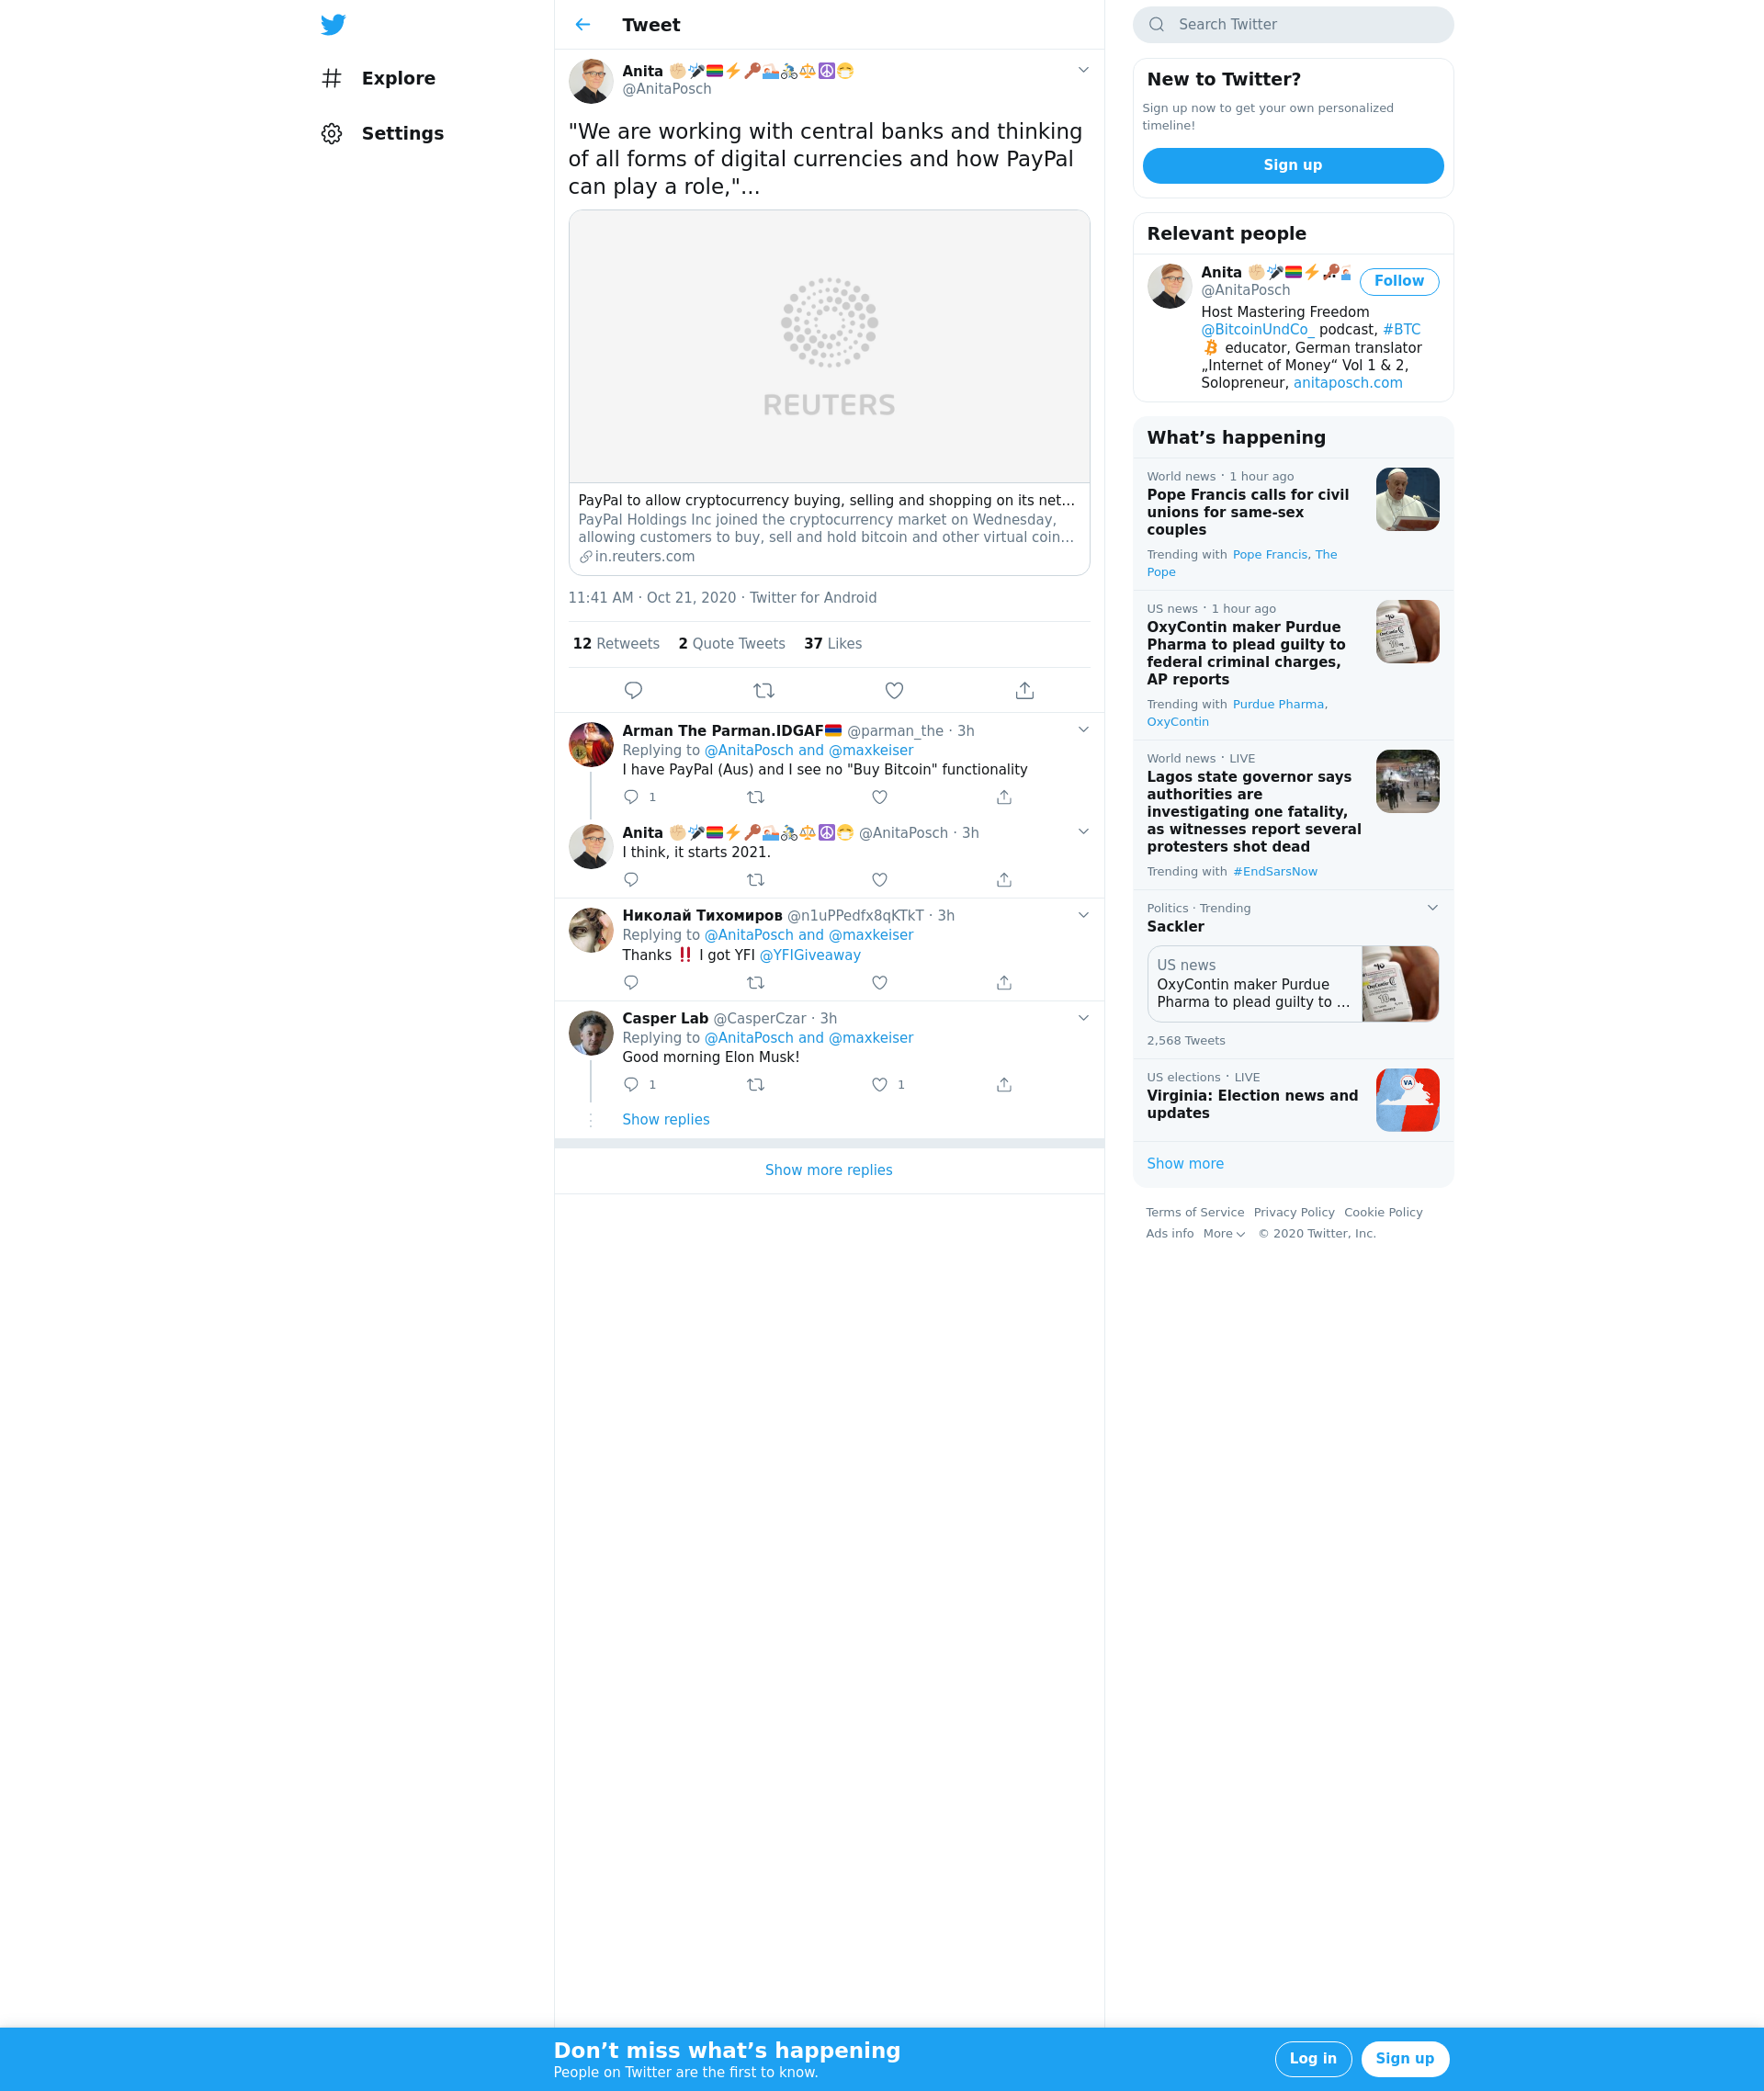 Explore
Settings
Tweet
Anita
@AnitaPosch
"We are working with central banks and thinking
of all forms of digital currencies and how PayPal
can play a role,"...
REUTERS
PayPal to allow cryptocurrency buying, selling and shopping on its net...
PayPal Holdings Inc joined the cryptocurrency market on Wednesday,
allowing customers to buy, sell and hold bitcoin and other virtual coin...
in.reuters.com
11:41 AM · Oct 21, 2020 · Twitter for Android
12 Retweets 2 Quote Tweets 37 Likes
Arman The Parman.IDGAF @parman_the · 3h
Replying to @AnitaPosch and @maxkeiser
I have PayPal (Aus) and I see no "Buy Bitcoin" functionality
1
Anita @AnitaPosch · 3h
I think, it starts 2021.
Николай Тихомиров @n1uPPedfx8qKTkT · 3h
Replying to @AnitaPosch and @maxkeiser
Thanks ‼️ I got YFI @YFIGiveaway
Casper Lab @CasperCzar · 3h
Replying to @AnitaPosch and @maxkeiser
Good morning Elon Musk!
1 1
Show replies
Show more replies
Search Twitter
New to Twitter?
Sign up now to get your own personalized
timeline!
Sign up
Relevant people
Anita
Follow
@AnitaPosch
Host Mastering Freedom
@BitcoinUndCo_ podcast, #BTC
educator, German translator
„Internet of Money“ Vol 1 & 2,
Solopreneur, anitaposch.com
What’s happening
World news · 1 hour ago
Pope Francis calls for civil
unions for same-sex
couples
Trending with Pope Francis, The
Pope
US news · 1 hour ago
OxyContin maker Purdue
Pharma to plead guilty to
federal criminal charges,
AP reports
Trending with Purdue Pharma,
OxyContin
World news · LIVE
Lagos state governor says
authorities are
investigating one fatality,
as witnesses report several
protesters shot dead
Trending with #EndSarsNow
Politics · Trending
Sackler
US news
OxyContin maker Purdue
Pharma to plead guilty to ...
2,568 Tweets
US elections · LIVE
Virginia: Election news and
updates
VA
Show more
Terms of Service Privacy Policy Cookie Policy
Ads info More © 2020 Twitter, Inc.
Don’t miss what’s happening
People on Twitter are the first to know.
Log in
Sign up